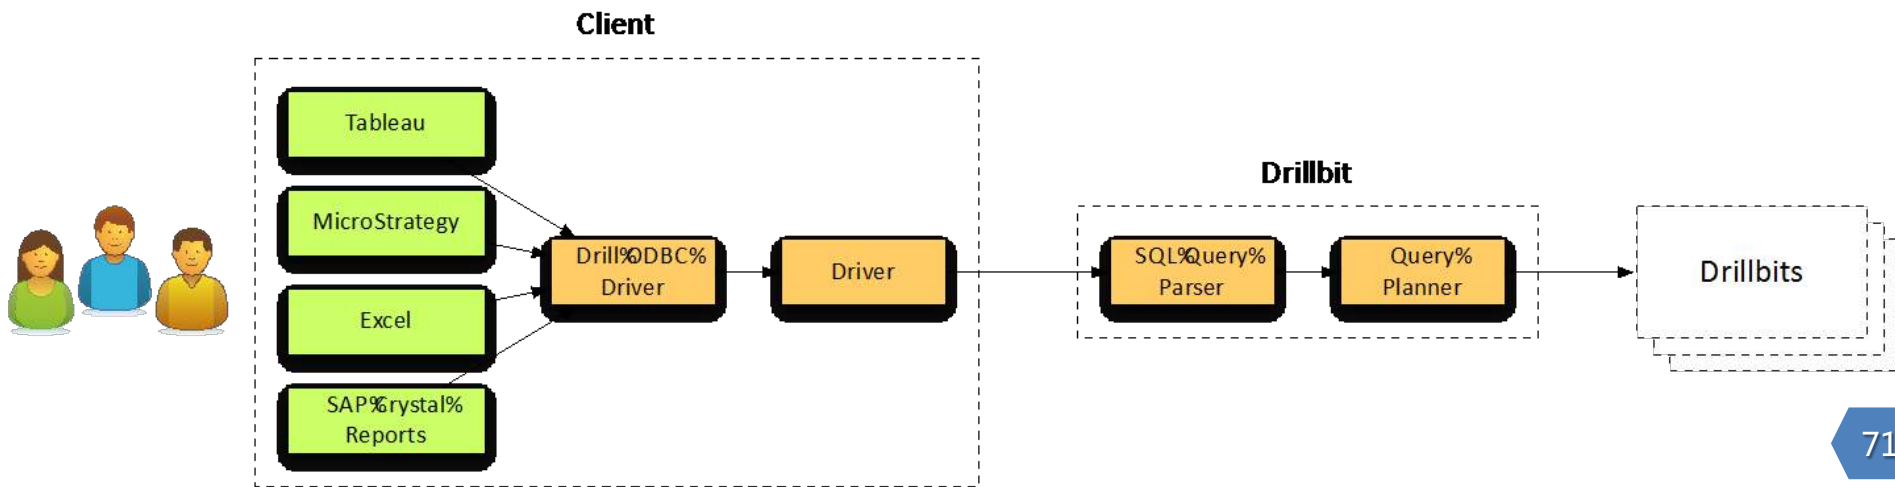 Client
Tableau
MicroStrategy
Excel
SAP%Crystal%
Reports
Drill%ODBC%
Driver
Driver
Drillbit
SQL%Query%
Parser
Query%
Planner
Drillbits
71